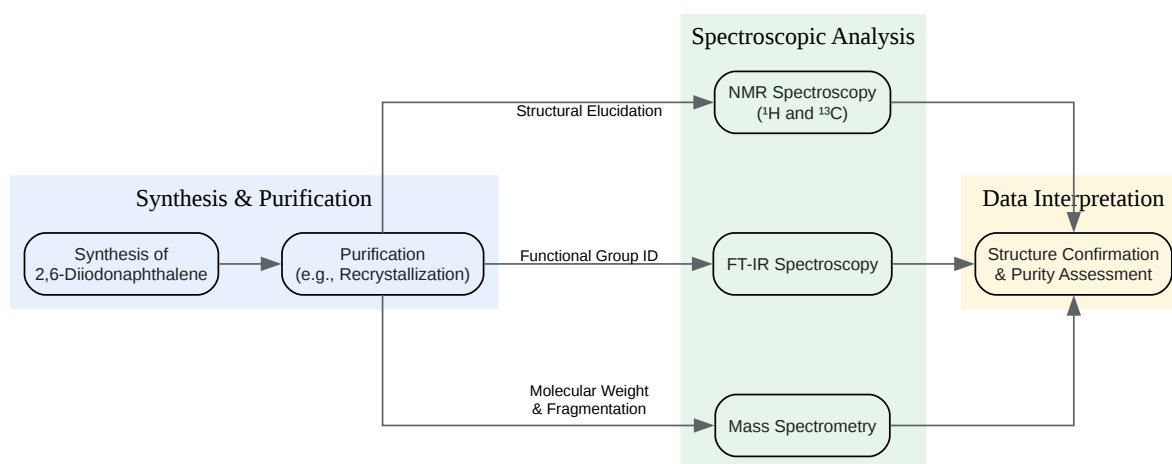 Spectroscopic Analysis
NMR Spectroscopy
(¹H and ¹³C)
Structural Elucidation
Synthesis & Purification
Data Interpretation
Synthesis of
2,6-Diiodonaphthalene
Purification
(e.g., Recrystallization)
Functional Group ID
FT-IR Spectroscopy
Structure Confirmation
& Purity Assessment
Molecular Weight
& Fragmentation
Mass Spectrometry